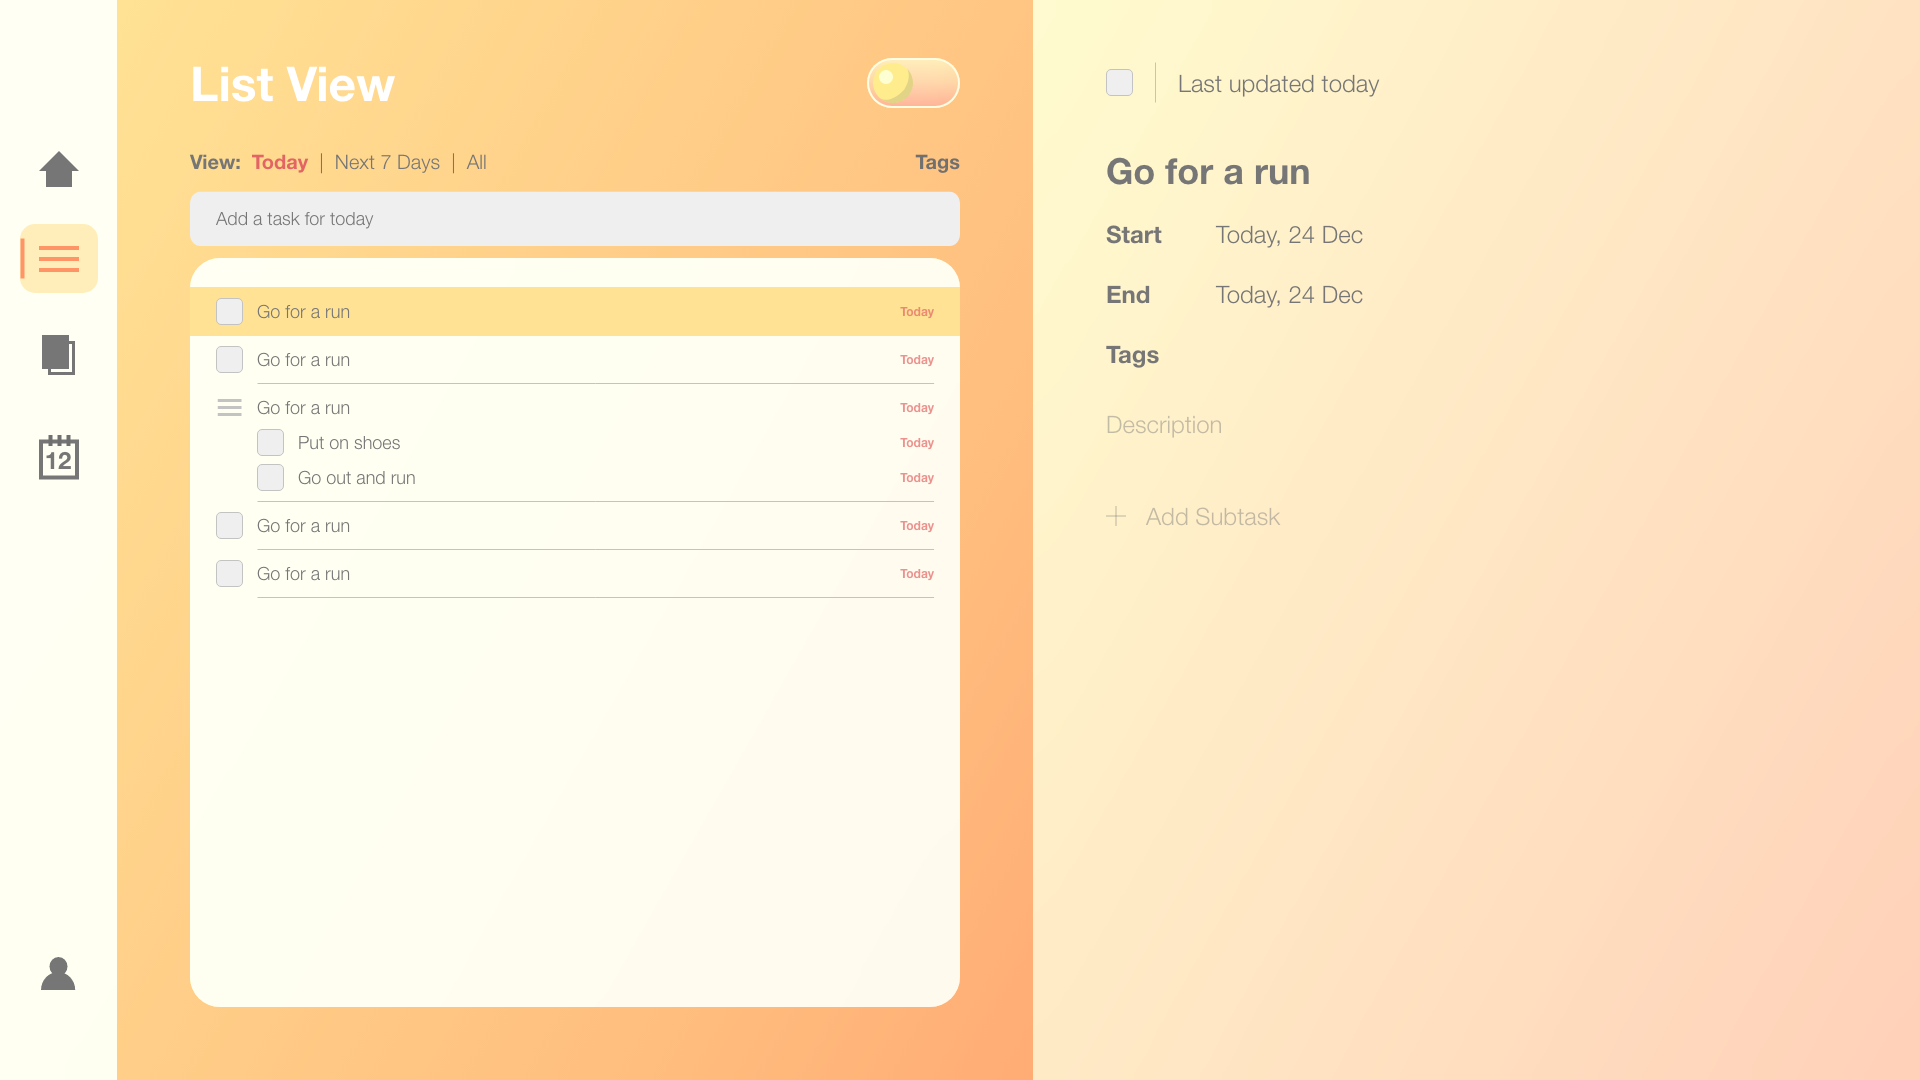 List View
View: Today | Next 7 Days | All
Tags
Add a task for today
Go for a run Today
Go for a run Today
Go for a run Today
Put on shoes Today
Go out and run Today
Go for a run Today
Go for a run Today
12
Last updated today
Go for a run
Start Today, 24 Dec
End Today, 24 Dec
Tags
Description
Add Subtask